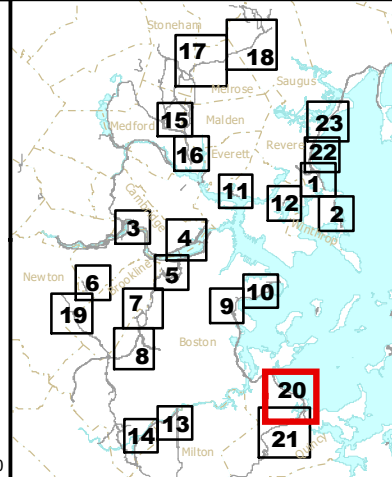 Stoneham
17
18
Melrose
Saugus
15
Medford
Malden
23
16
Everett
Revere
22
1
11
12
2
Winthrop
Cambridge
3
4
Newton
6
Brookline
5
10
19
7
9
8
Boston
20
13
14
Milton
21
Quincy